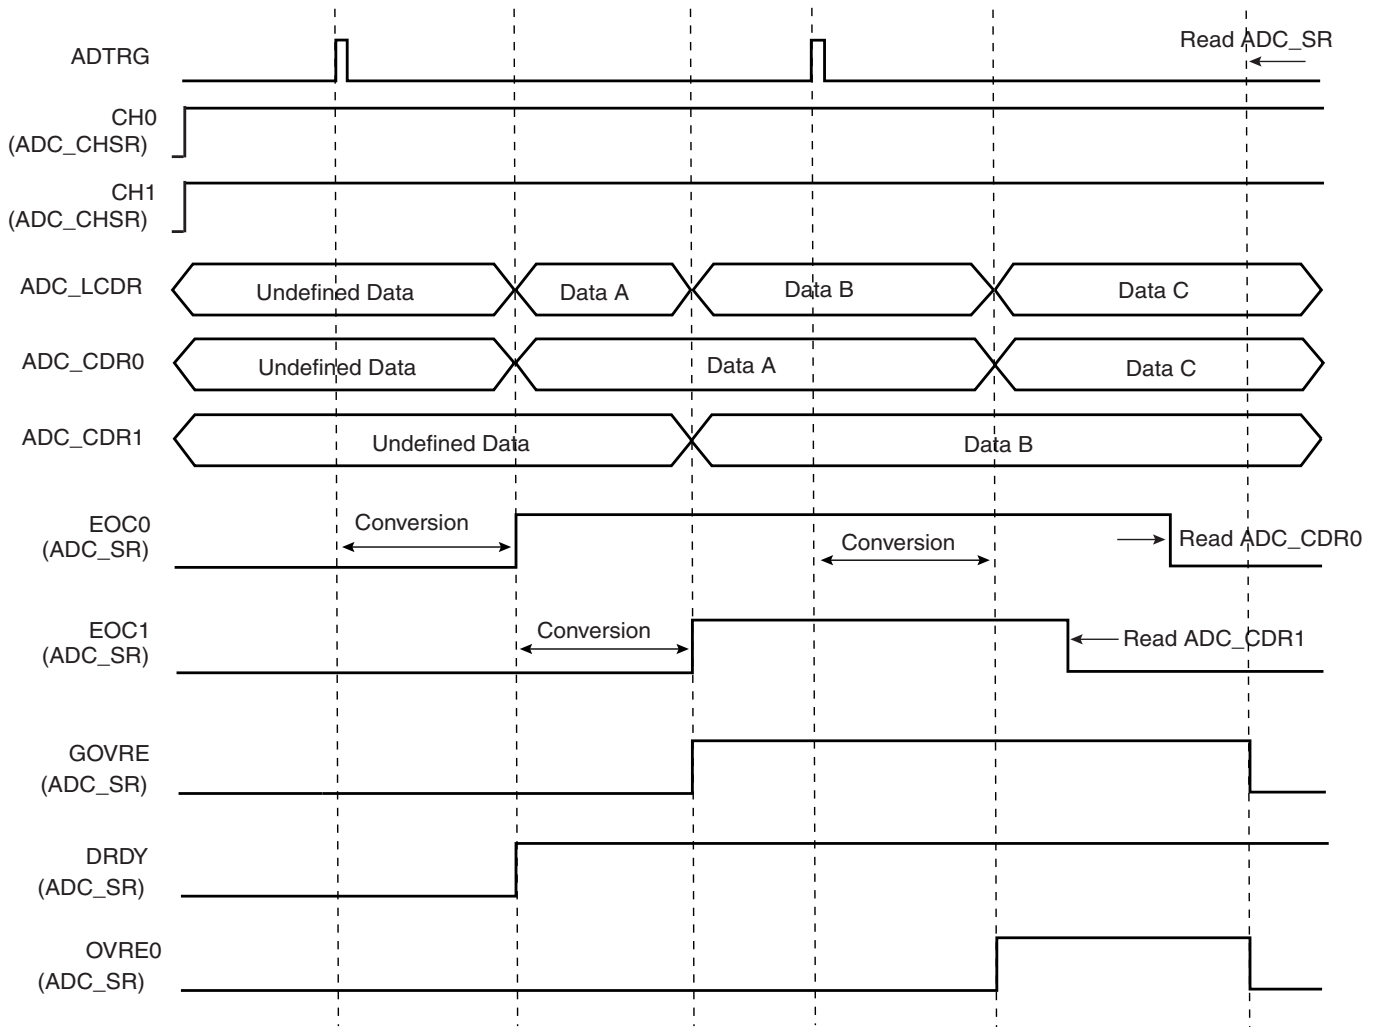 Read ADC_SR
ADTRG
CH0
(ADC_CHSR)
CH1
(ADC_CHSR)
ADC_LCDR
Undefined Data
Data A
Data B
Data C
ADC_CDR0
Undefined Data
Data A
Data C
ADC_CDR1
Undefined Data
Data B
EOC0
(ADC_SR)
Conversion
Conversion
Read ADC_CDR0
EOC1
(ADC_SR)
Conversion
Read ADC_CDR1
GOVRE
(ADC_SR)
DRDY
(ADC_SR)
OVRE0
(ADC_SR)